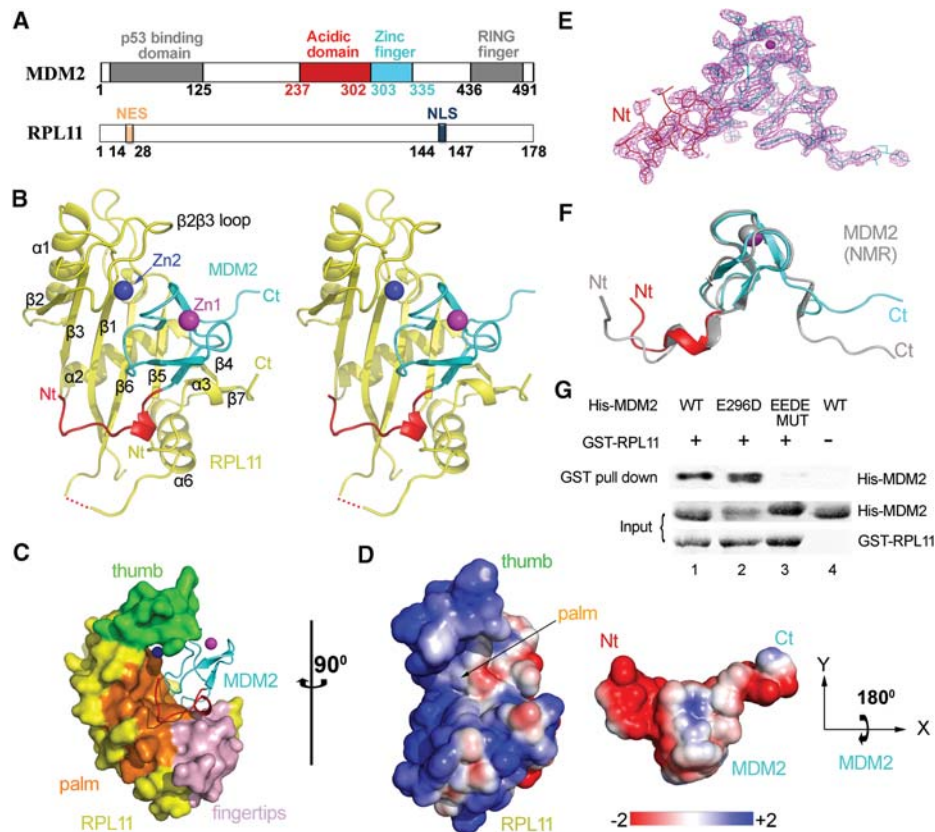 A
p53 binding domain
Acidic domain
Zinc finger
RING finger
MDM2
1 125 237 302 303 335 436 491
NES NLS
RPL11
1 14 28 144 147 178
B
β2β3 loop
α1
Zn2
MDM2
Ct
β2
Zn1
β3
β1
β4
α2
β6
β5
α3
Ct
β7
Nt
Nt
RPL11
α6
C
thumb
MDM2
palm
RPL11
fingertips
90⁰
D
thumb
palm
RPL11
Nt
Ct
MDM2
-2 +2
Y
X
180⁰
MDM2
E
Nt
F
MDM2
(NMR)
Nt
Nt
Ct
Ct
G
His-MDM2 WT E296D EEDE MUT WT
GST-RPL11 + + + −
GST pull down His-MDM2
Input His-MDM2
GST-RPL11
1 2 3 4